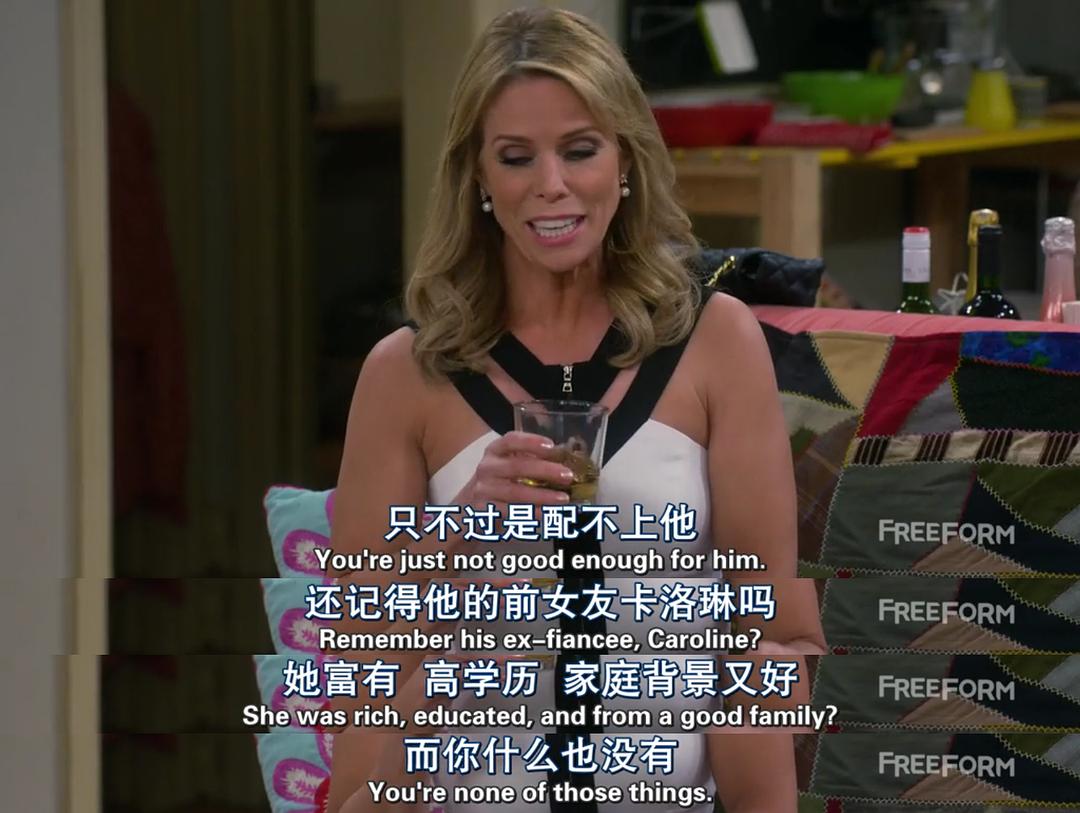 只不过是配不上他
You're just not good enough for him.
FREEFORM
还记得他的前女友卡洛琳吗
Remember his ex-fiancee, Caroline?
FREEFORM
她富有 高学历 家庭背景又好
She was rich, educated, and from a good family?
FREEFORM
而你什么也没有
You're none of those things.
FREEFORM